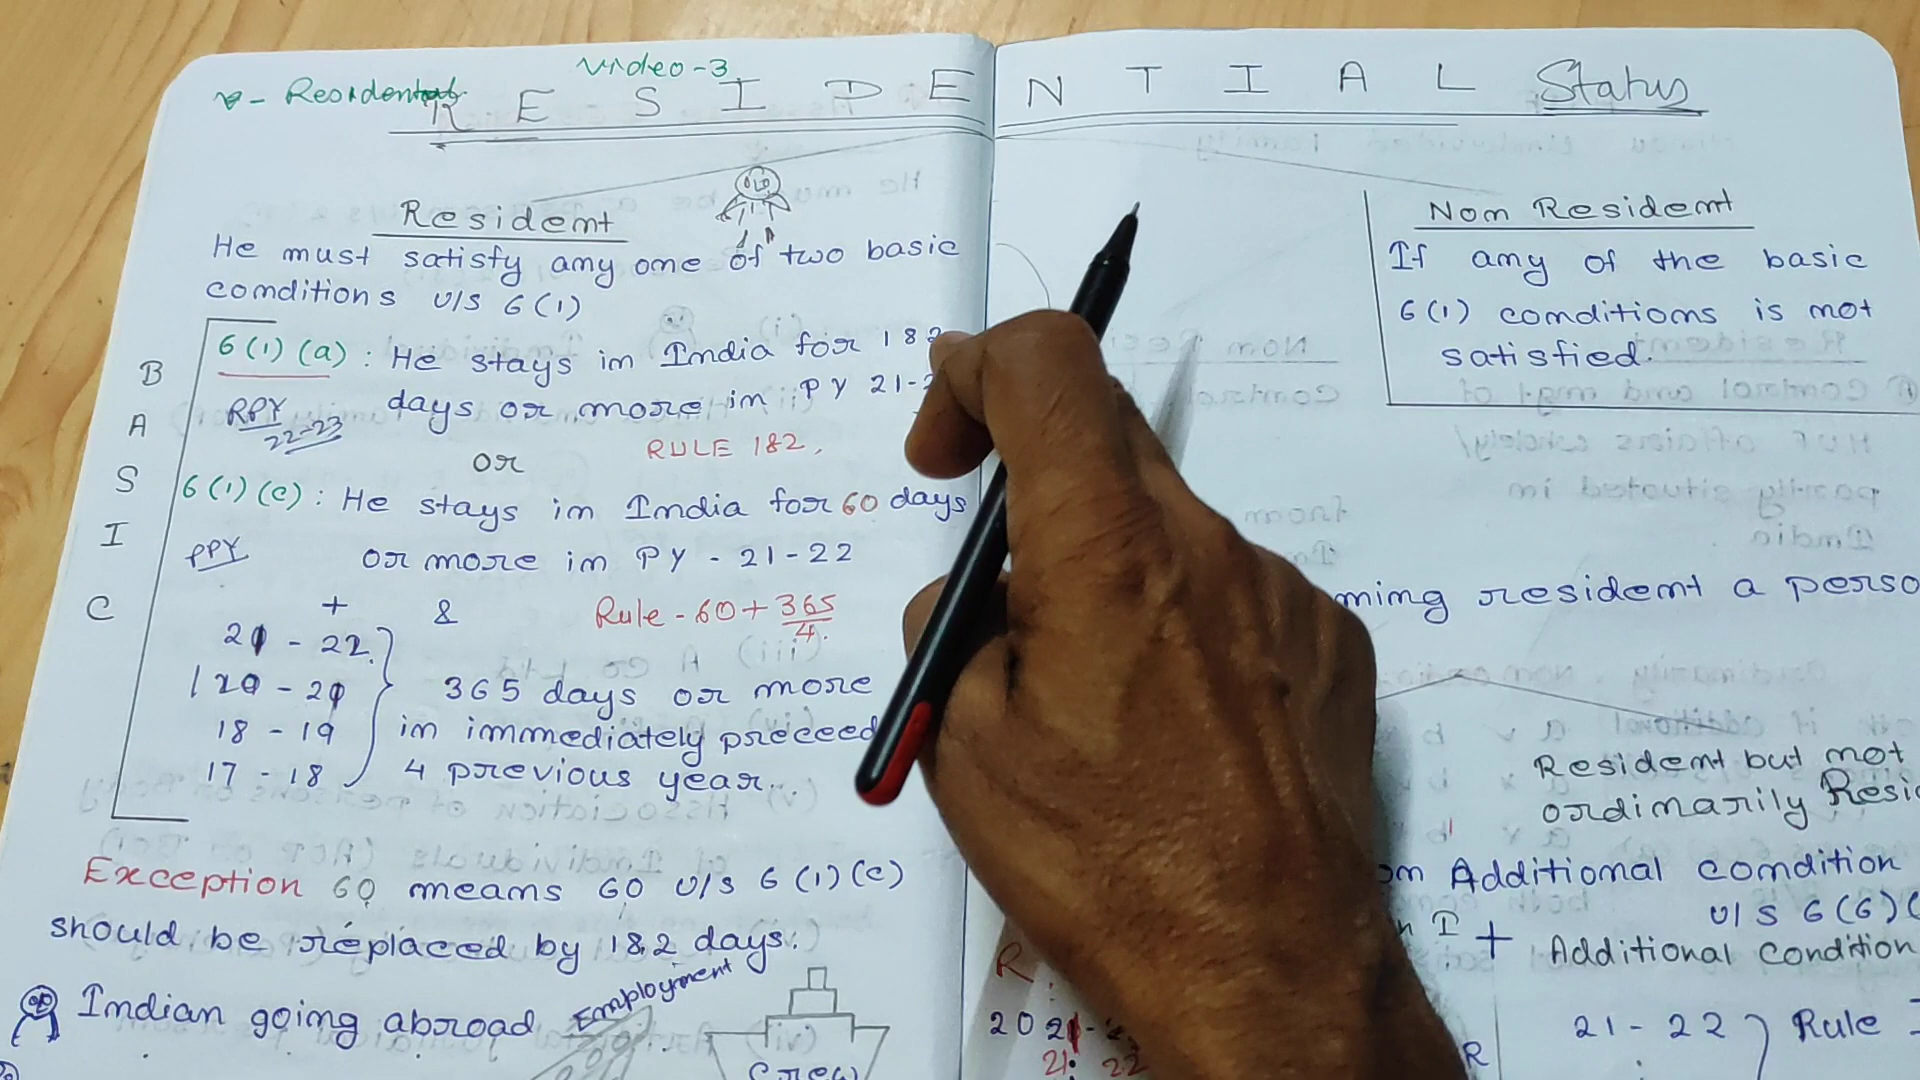 Video-3
RESIDENTIAL Status
Resident
He must satisfy any one of two basic
conditions u/s 6(1)
BASIC
6(1)(a): He stays in India for 182
days or more in PY 21-
RPY
22-23
or
RULE 182.
6(1)(c): He stays in India for 60 days
PPY
or more in PY - 21-22
+ & Rule - 60 + 365/4.
21 - 22
365 days or more
18 - 19
in immediately preceed
17 - 18
4 previous year...
Exception 60 means 60 u/s 6(1)(c)
should be replaced by 182 days.
Indian going abroad
Employment
Crew
Non Resident
If any of the basic
6(1) conditions is not
satisfied.
ming resident a perso
Resident but not
ordinarily Resi
Additional condition
u/s 6(6)
+ Additional Condition
R
21 - 22
Rule
21
22
R